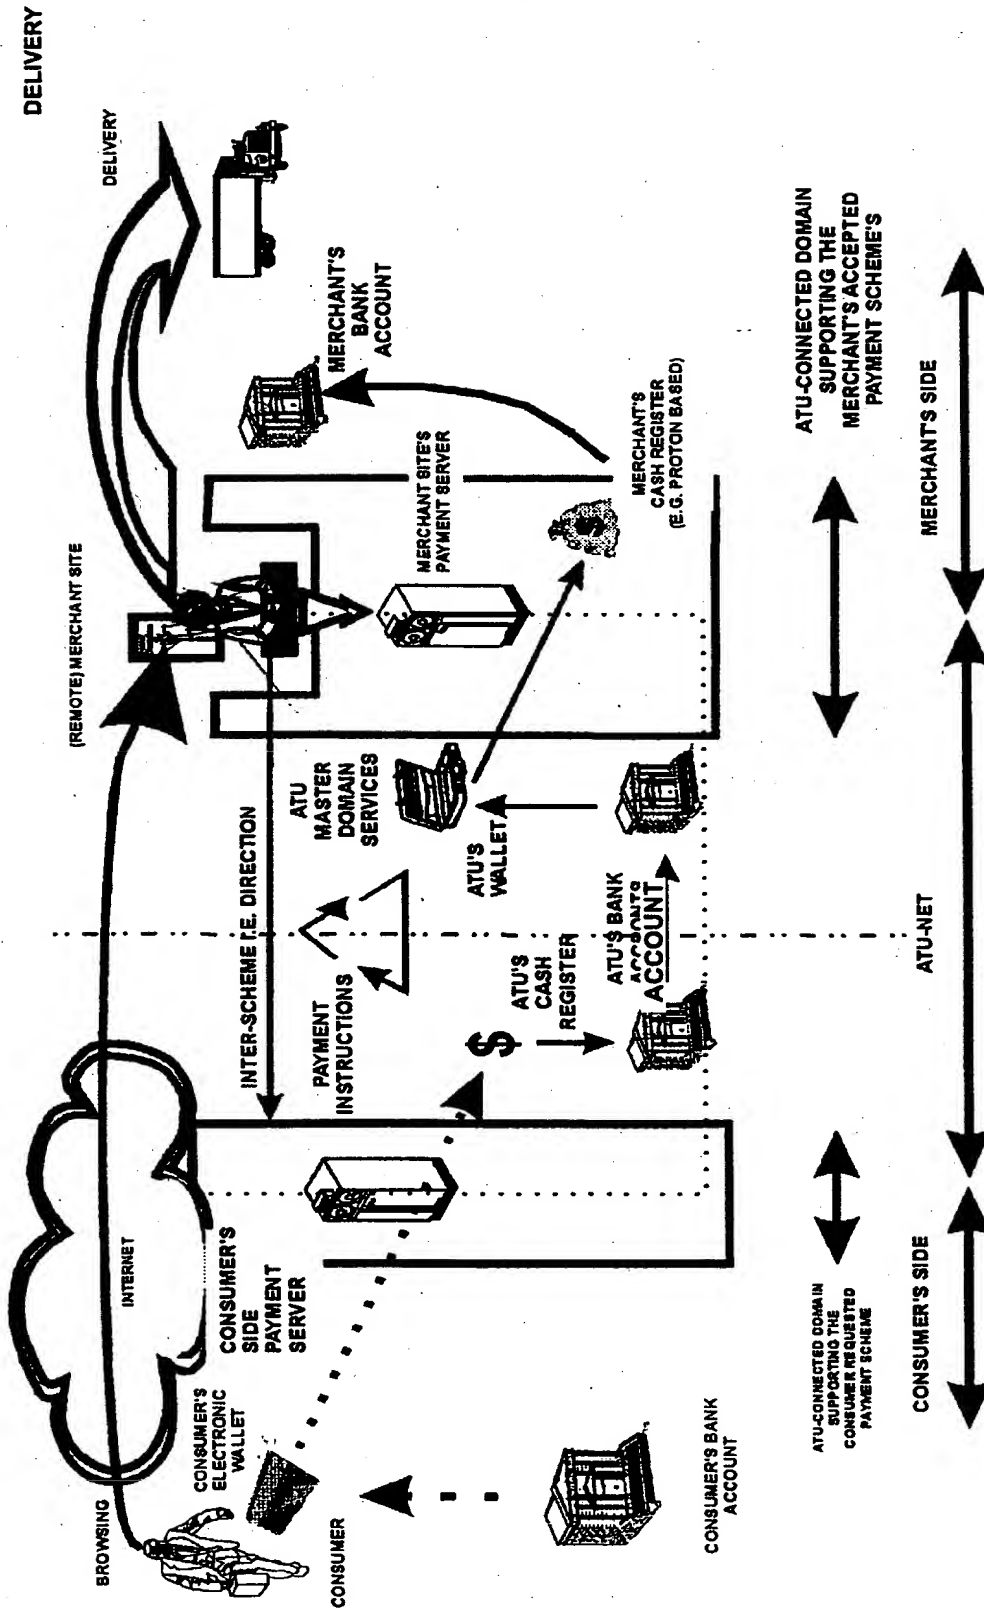 DELIVERY
DELIVERY
(REMOTE) MERCHANT SITE
INTERNET
BROWSING
MERCHANT'S
BANK
ACCOUNT
MERCHANT SITE'S
PAYMENT SERVER
MERCHANT'S
CASH REGISTER
(E.G. PROTON BASED)
INTER-SCHEME I.E. DIRECTION
ATU
MASTER
DOMAIN
SERVICES
PAYMENT
INSTRUCTIONS
ATU'S
WALLET
ATU'S
CASH
REGISTER
$
ATU'S BANK
ACCOUNTS
ACCOUNT
CONSUMER'S
SIDE
PAYMENT
SERVER
CONSUMER'S
ELECTRONIC
WALLET
CONSUMER
CONSUMER'S BANK
ACCOUNT
ATU-CONNECTED DOMAIN
SUPPORTING THE
MERCHANT'S ACCEPTED
PAYMENT SCHEME'S
ATU-CONNECTED DOMAIN
SUPPORTING THE
CONSUMER REQUESTED
PAYMENT SCHEME
CONSUMER'S SIDE
ATU-NET
MERCHANT'S SIDE